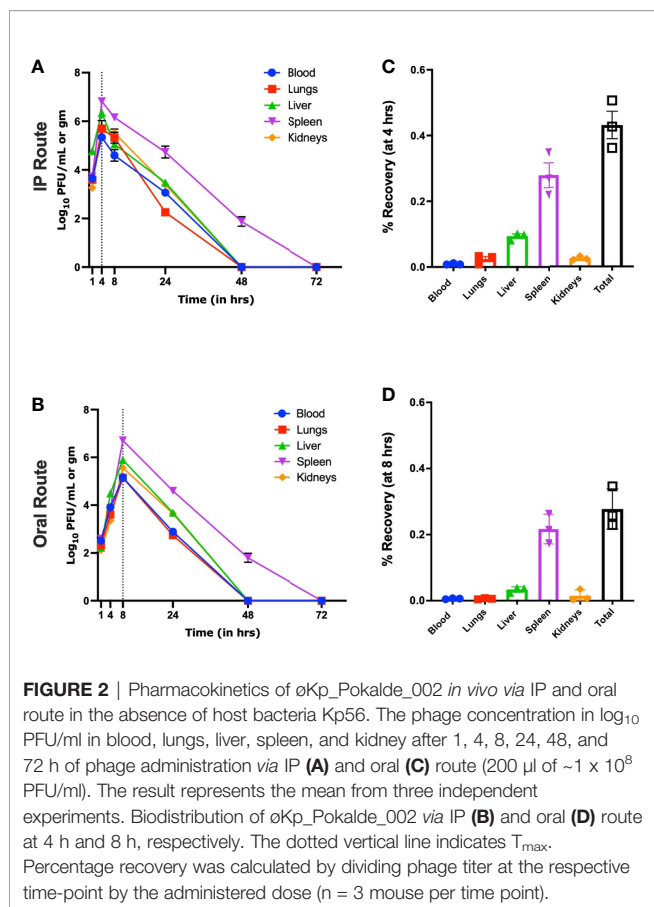 A
IP Route
Log10 PFU/mL or gm
8
6
4
2
0
1 4 8 24 48 72
Time (in hrs)
Blood
Lungs
Liver
Spleen
Kidneys
C
% Recovery (at 4 hrs)
0.6
0.4
0.2
0.0
Blood
Lungs
Liver
Spleen
Kidneys
Total
B
Oral Route
Log10 PFU/mL or gm
8
6
4
2
0
1 4 8 24 48 72
Time (in hrs)
Blood
Lungs
Liver
Spleen
Kidneys
D
% Recovery (at 8 hrs)
0.6
0.4
0.2
0.0
Blood
Lungs
Liver
Spleen
Kidneys
Total
FIGURE 2 | Pharmacokinetics of øKp_Pokalde_002 in vivo via IP and oral
route in the absence of host bacteria Kp56. The phage concentration in log10
PFU/ml in blood, lungs, liver, spleen, and kidney after 1, 4, 8, 24, 48, and
72 h of phage administration via IP (A) and oral (C) route (200 µl of ~1 x 10⁸
PFU/ml). The result represents the mean from three independent
experiments. Biodistribution of øKp_Pokalde_002 via IP (B) and oral (D) route
at 4 h and 8 h, respectively. The dotted vertical line indicates Tmax.
Percentage recovery was calculated by dividing phage titer at the respective
time-point by the administered dose (n = 3 mouse per time point).